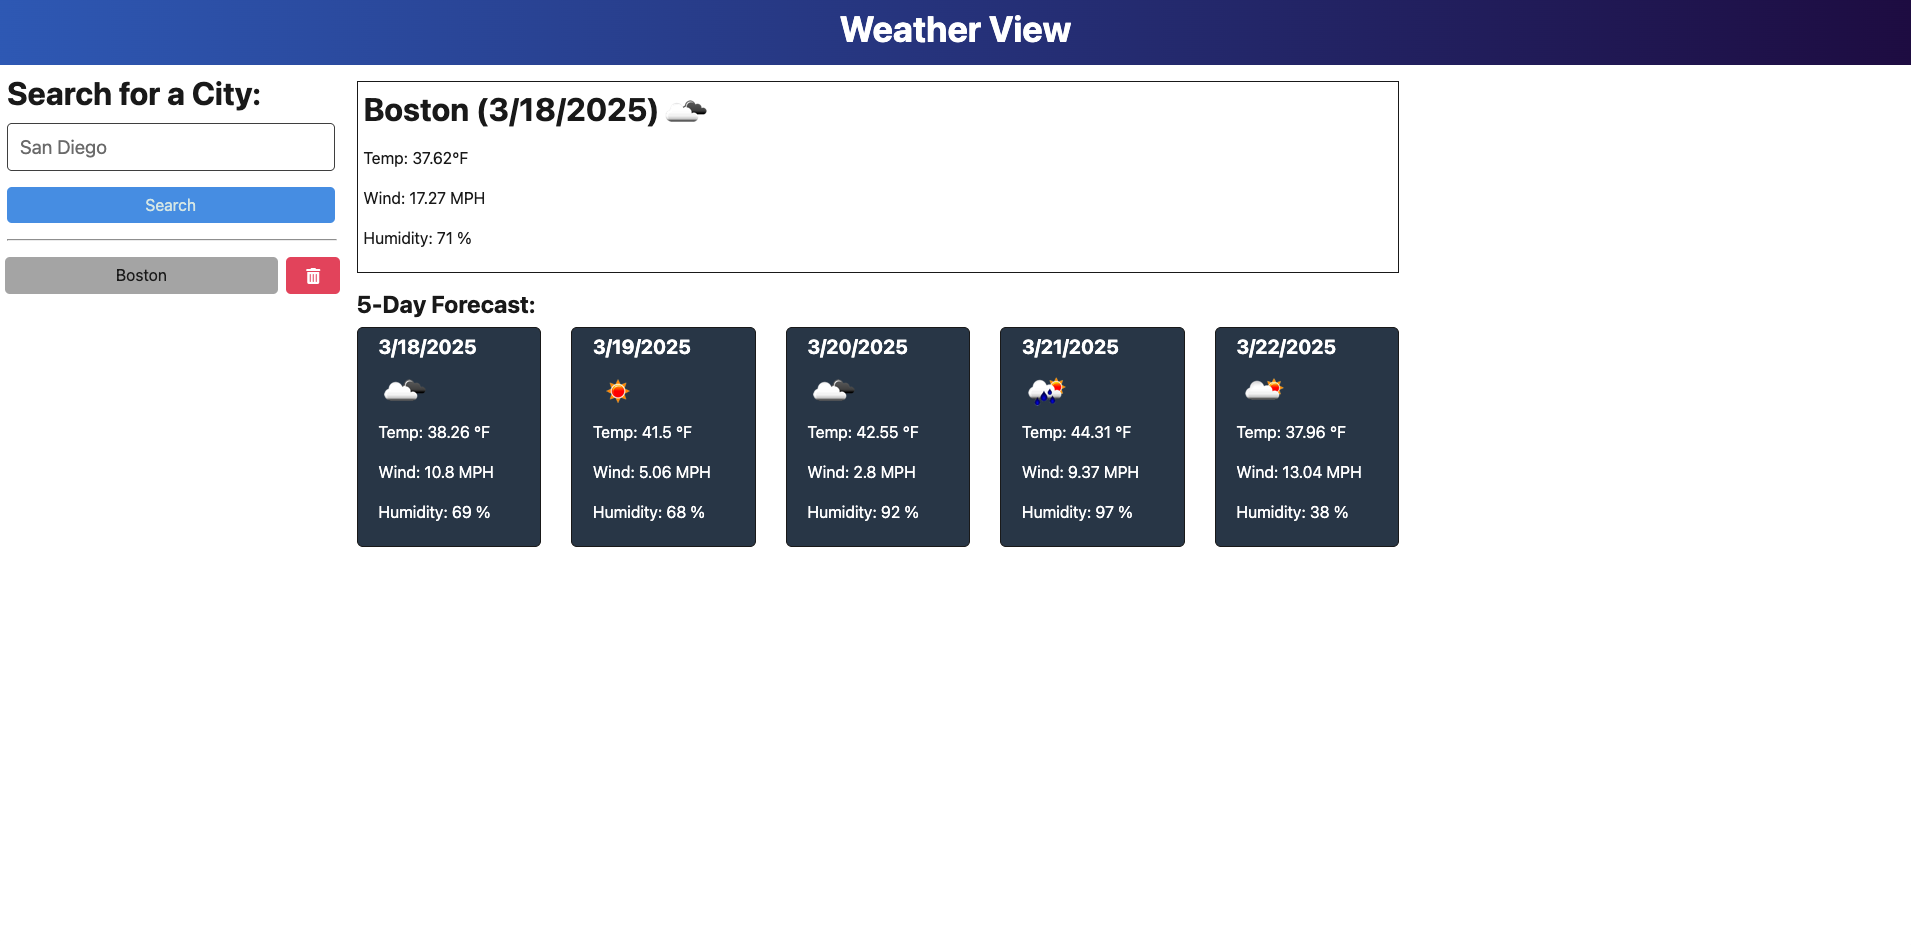 Weather View
Search for a City:
San Diego
Search
Boston
Boston (3/18/2025)
Temp: 37.62°F
Wind: 17.27 MPH
Humidity: 71 %
5-Day Forecast:
3/18/2025
Temp: 38.26 °F
Wind: 10.8 MPH
Humidity: 69 %
3/19/2025
Temp: 41.5 °F
Wind: 5.06 MPH
Humidity: 68 %
3/20/2025
Temp: 42.55 °F
Wind: 2.8 MPH
Humidity: 92 %
3/21/2025
Temp: 44.31 °F
Wind: 9.37 MPH
Humidity: 97 %
3/22/2025
Temp: 37.96 °F
Wind: 13.04 MPH
Humidity: 38 %